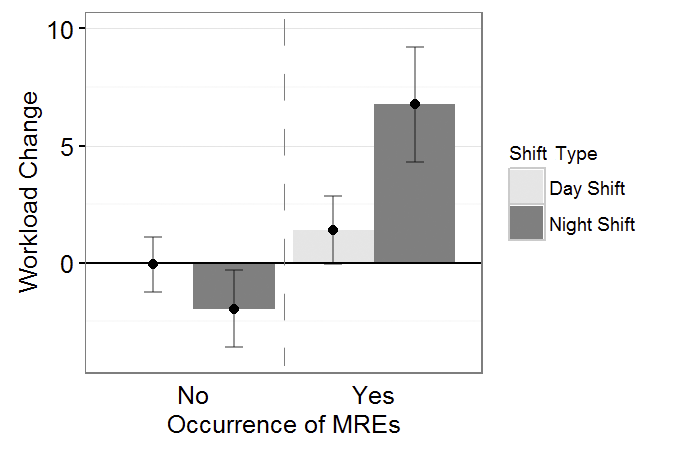 10
5
0
Workload Change
No
Yes
Occurrence of MREs
Shift Type
Day Shift
Night Shift